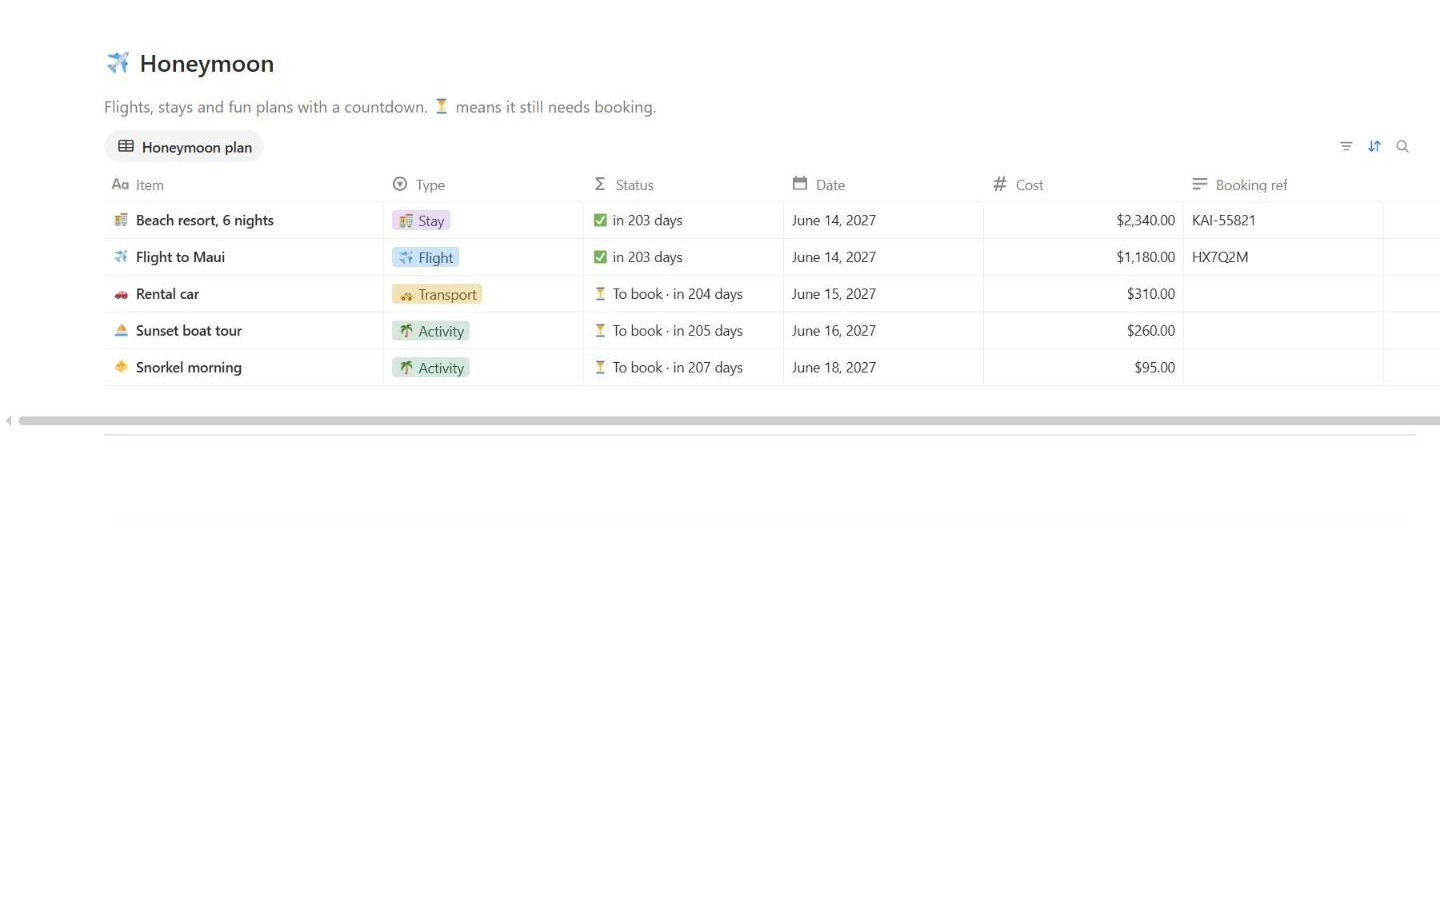 Honeymoon
Flights, stays and fun plans with a countdown. ⏳ means it still needs booking.
Honeymoon plan
Aa Item Type Σ Status Date # Cost Booking ref
Beach resort, 6 nights Stay ✅ in 203 days June 14, 2027 $2,340.00 KAI-55821
Flight to Maui Flight ✅ in 203 days June 14, 2027 $1,180.00 HX7Q2M
Rental car Transport ⏳ To book · in 204 days June 15, 2027 $310.00
Sunset boat tour Activity ⏳ To book · in 205 days June 16, 2027 $260.00
Snorkel morning Activity ⏳ To book · in 207 days June 18, 2027 $95.00